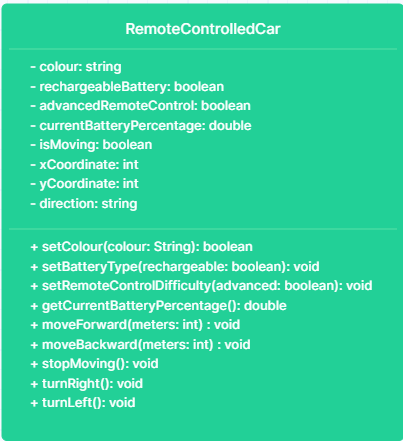 RemoteControlledCar
- colour: string
- rechargeableBattery: boolean
- advancedRemoteControl: boolean
- currentBatteryPercentage: double
- isMoving: boolean
- xCoordinate: int
- yCoordinate: int
- direction: string
+ setColour(colour: String): boolean
+ setBatteryType(rechargeable: boolean): void
+ setRemoteControlDifficulty(advanced: boolean): void
+ getCurrentBatteryPercentage(): double
+ moveForward(meters: int) : void
+ moveBackward(meters: int) : void
+ stopMoving(): void
+ turnRight(): void
+ turnLeft(): void